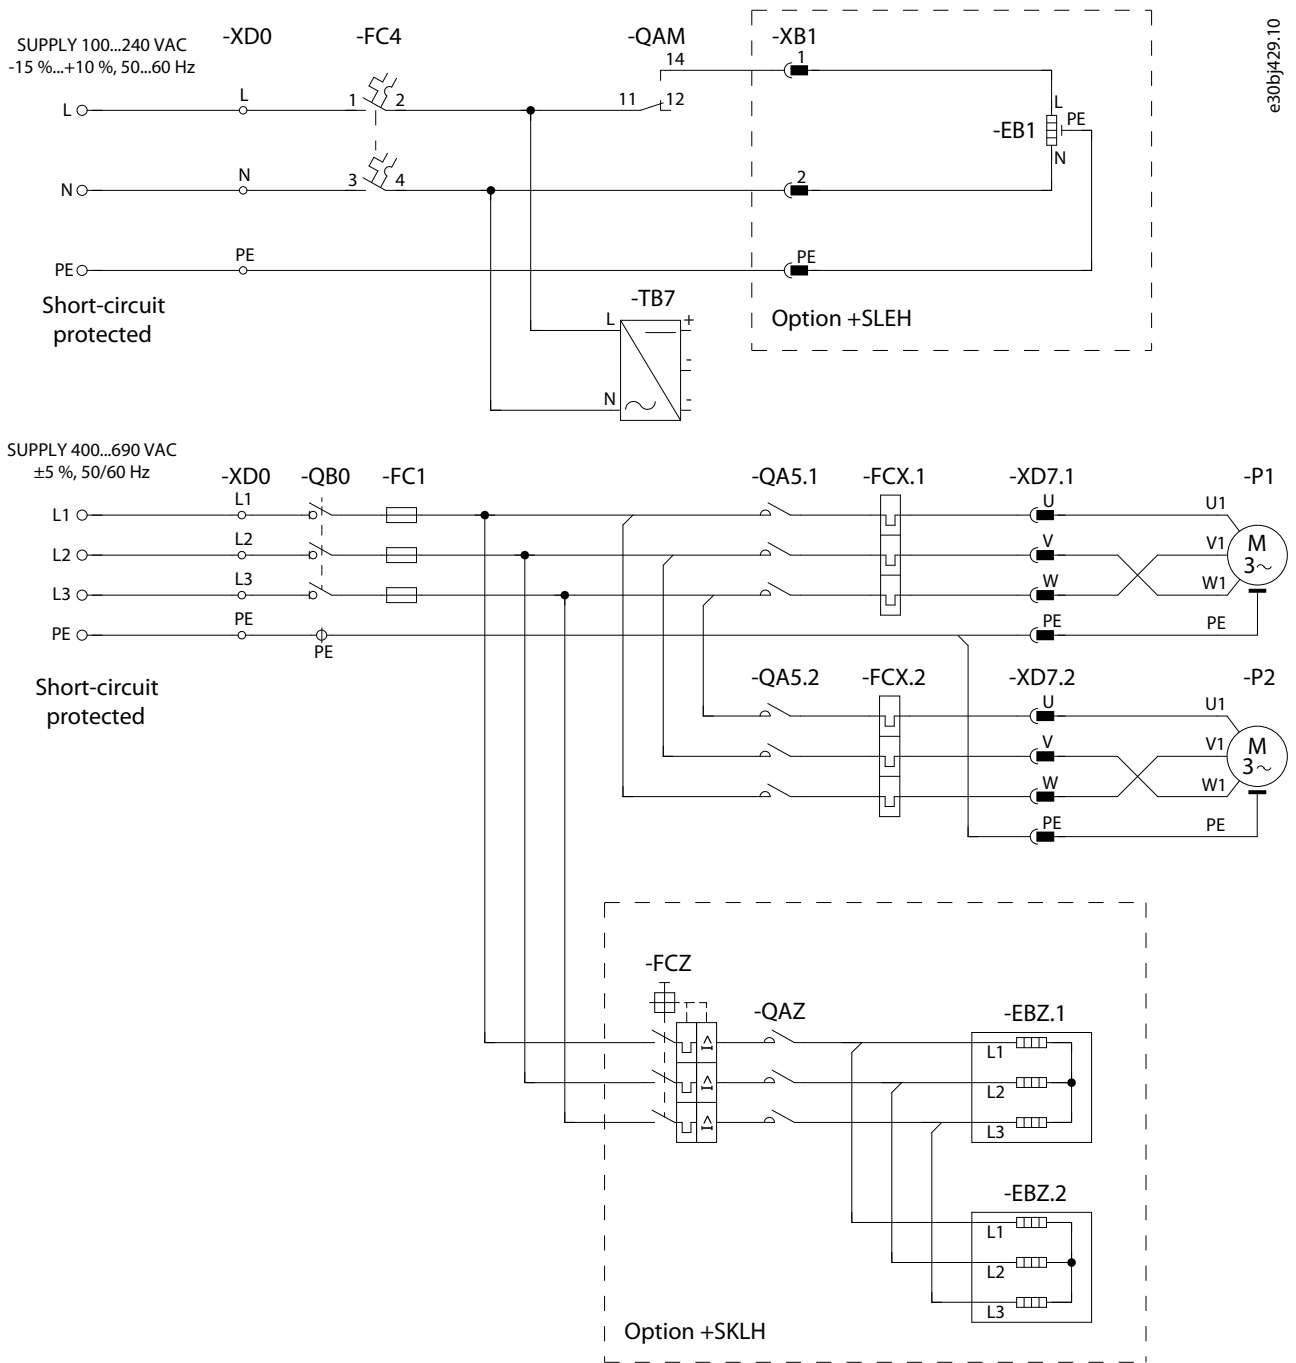 e30bj429.10
SUPPLY 100...240 VAC
-15 %...+10 %, 50...60 Hz
-XD0 -FC4 -QAM -XB1
14 1
L L 1 2 11 12 L
-EB1 PE
N N 3 4 2 N
PE PE PE
Short-circuit
protected
-TB7
L +
-
N -
Option +SLEH
SUPPLY 400...690 VAC
±5 %, 50/60 Hz
-XD0 -QB0 -FC1 -QA5.1 -FCX.1 -XD7.1 -P1
L1 L1 U U1
L2 L2 V V1 M
3~
L3 L3 W W1
PE PE PE PE PE
Short-circuit
protected
-QA5.2 -FCX.2 -XD7.2 -P2
U U1
V V1 M
3~
W W1
PE PE
-FCZ
-QAZ -EBZ.1
I> L1
I> L2
I> L3
-EBZ.2
L1
L2
L3
Option +SKLH